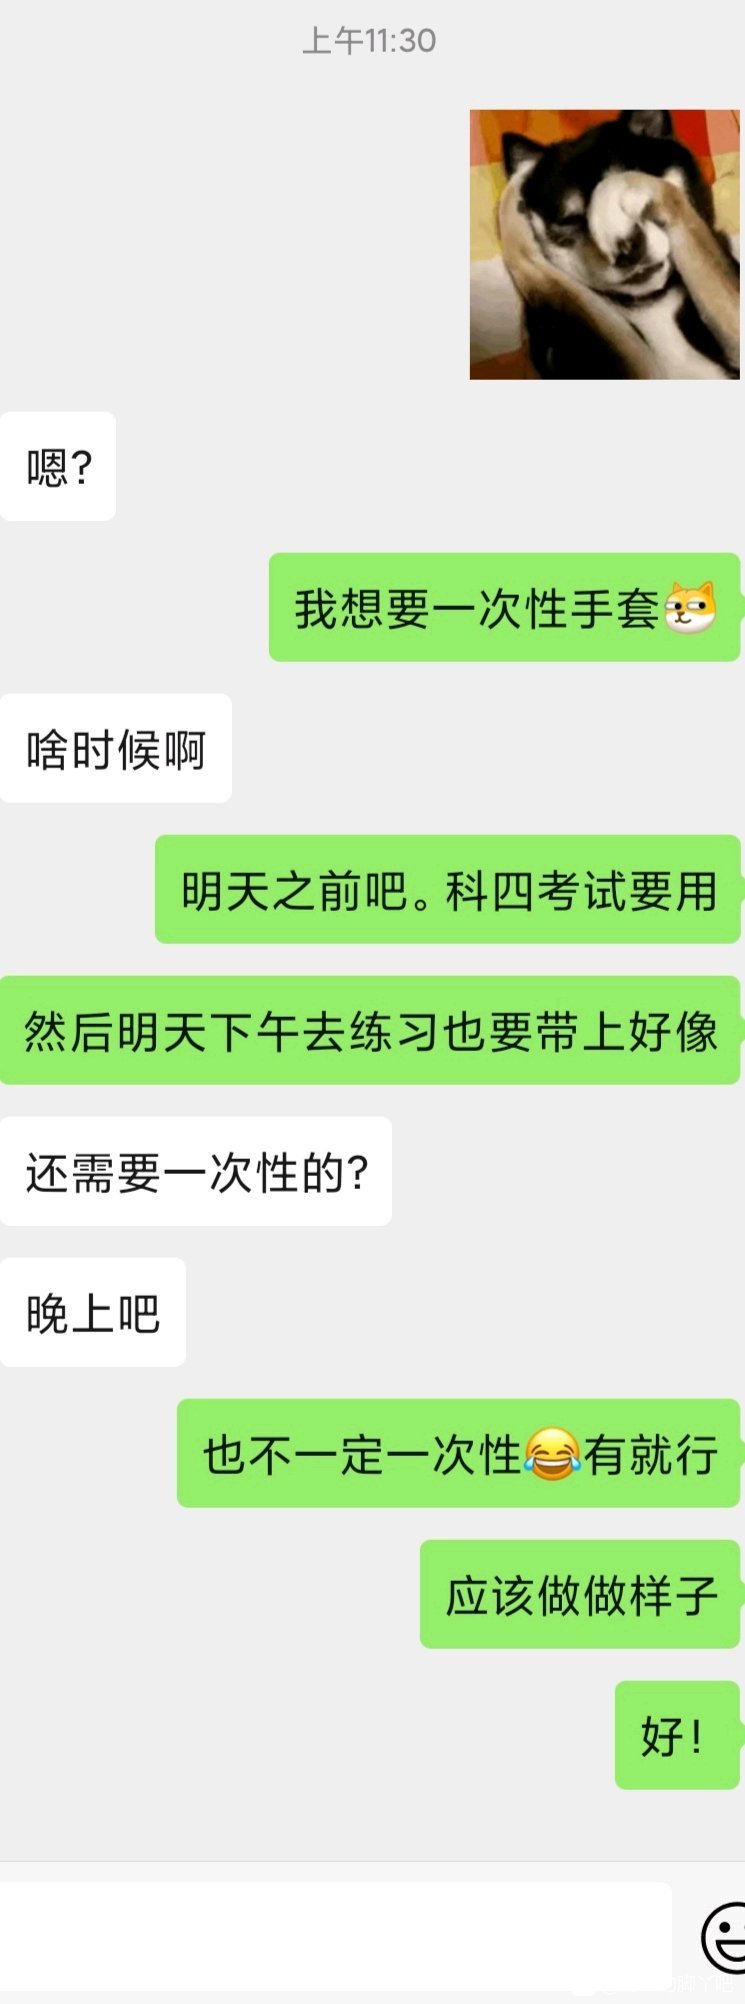 上午11:30
嗯?
我想要一次性手套
啥时候啊
明天之前吧。科四考试要用
然后明天下午去练习也要带上好像
还需要一次性的?
晚上吧
也不一定一次性😂有就行
应该做做样子
好!